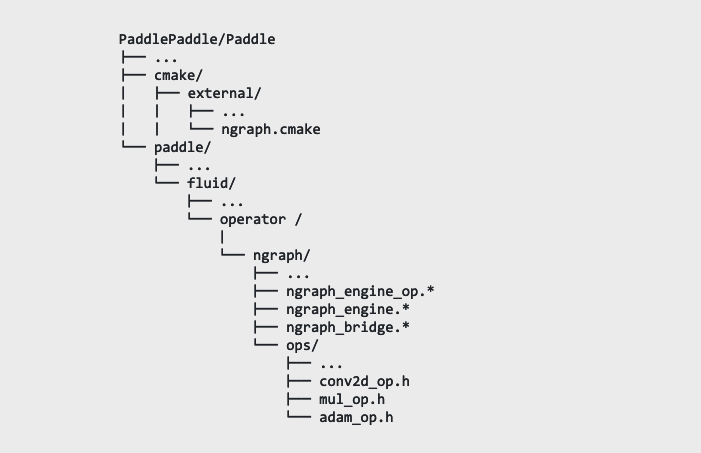 PaddlePaddle/Paddle
├── ...
├── cmake/
│   ├── external/
│   │   ├── ...
│   │   └── ngraph.cmake
└── paddle/
    ├── ...
    └── fluid/
        ├── ...
        └── operator /
            │
            └── ngraph/
                ├── ...
                ├── ngraph_engine_op.*
                ├── ngraph_engine.*
                ├── ngraph_bridge.*
                └── ops/
                    ├── ...
                    ├── conv2d_op.h
                    ├── mul_op.h
                    └── adam_op.h